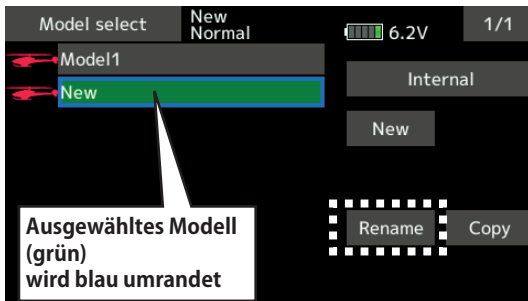 Model select
New
Normal
6.2V
1/1
Model1
Internal
New
New
Ausgewähltes Modell
(grün)
wird blau umrandet
Rename
Copy